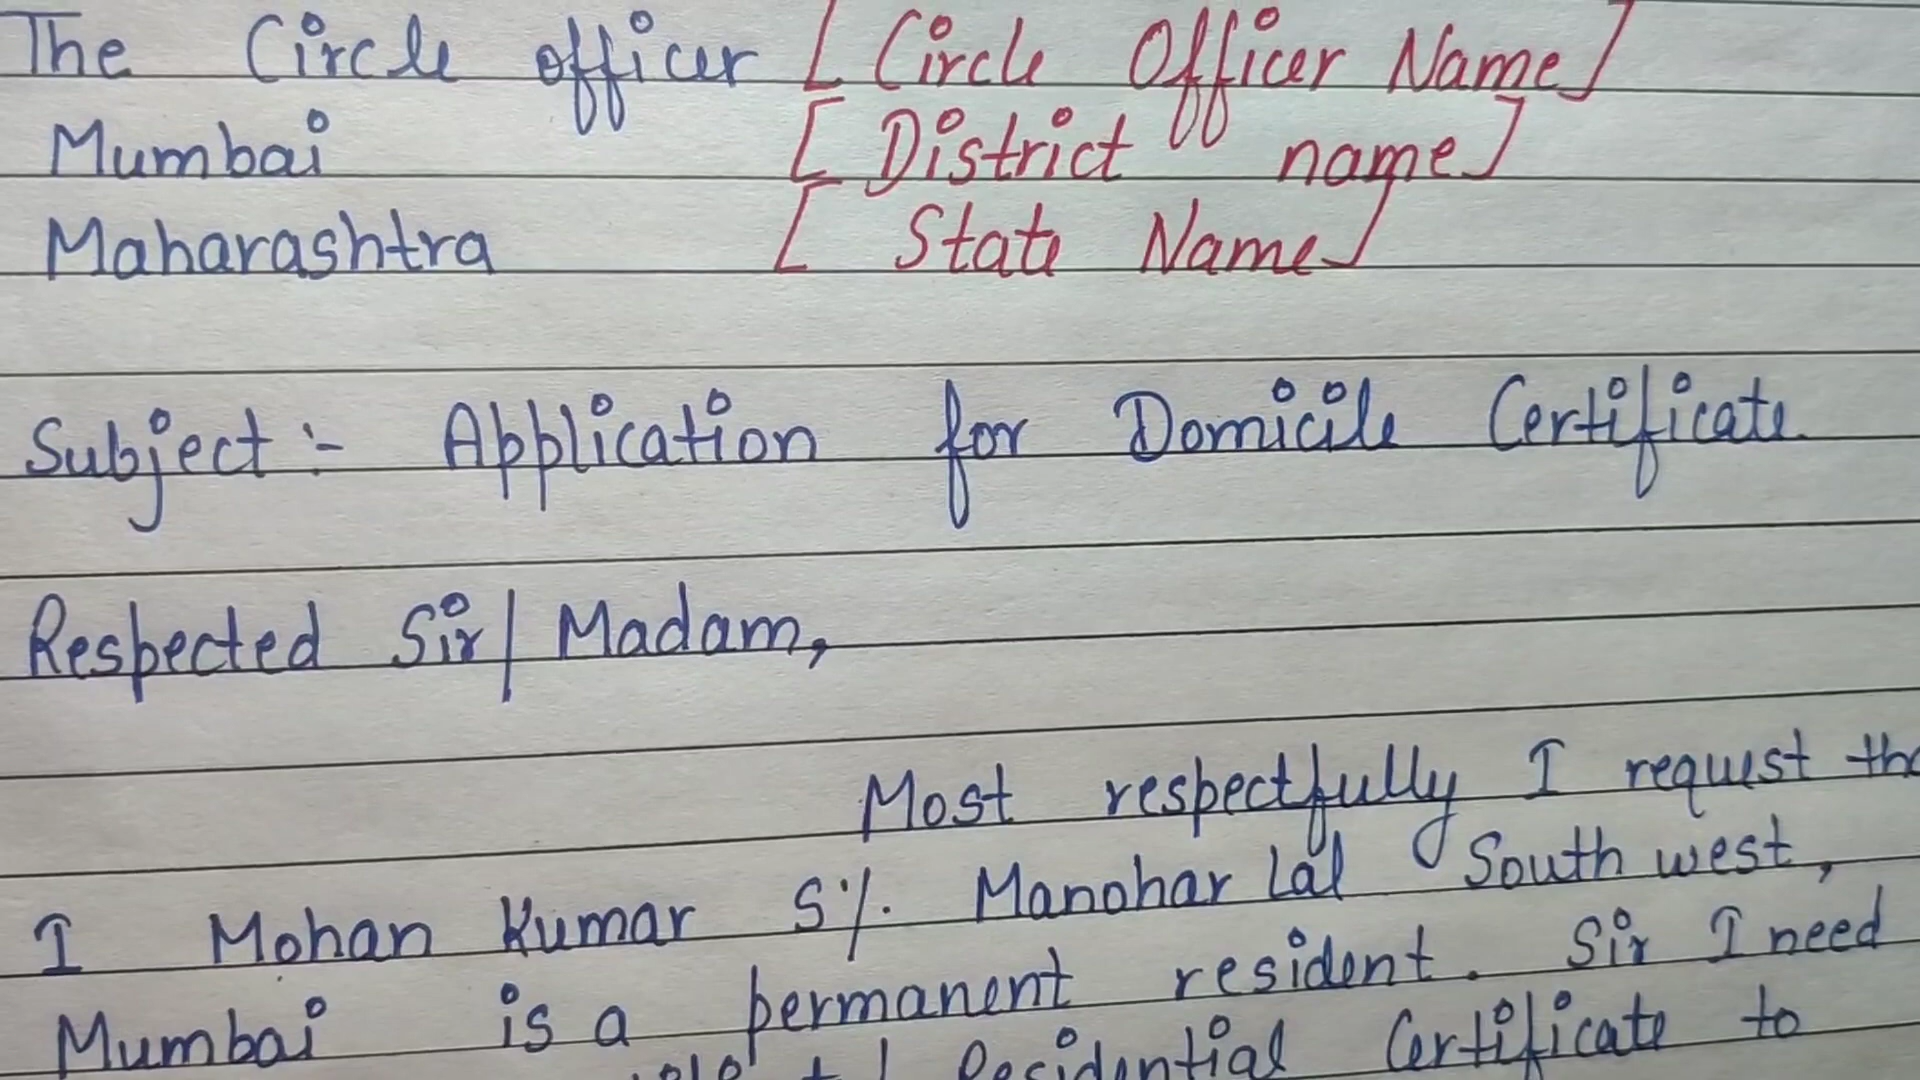 The Circle officer [Circle Officer Name]
Mumbai [District name]
Maharashtra [State Name]
Subject :- Application for Domicile Certificate.
Respected Sir/Madam,
Most respectfully I request
I Mohan Kumar S/. Manohar Lal South west,
Mumbai is a permanent resident. Sir I need
Residential Certificate to